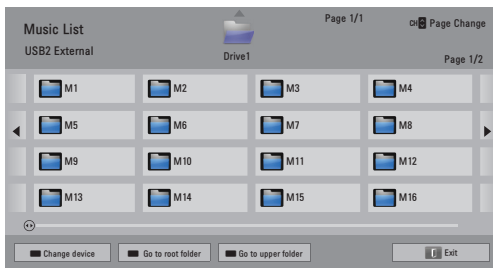 Music List
USB2 External
Drive1
Page 1/1
CH Page Change
Page 1/2
M1 M2 M3 M4
M5 M6 M7 M8
M9 M10 M11 M12
M13 M14 M15 M16
Change device Go to root folder Go to upper folder Exit